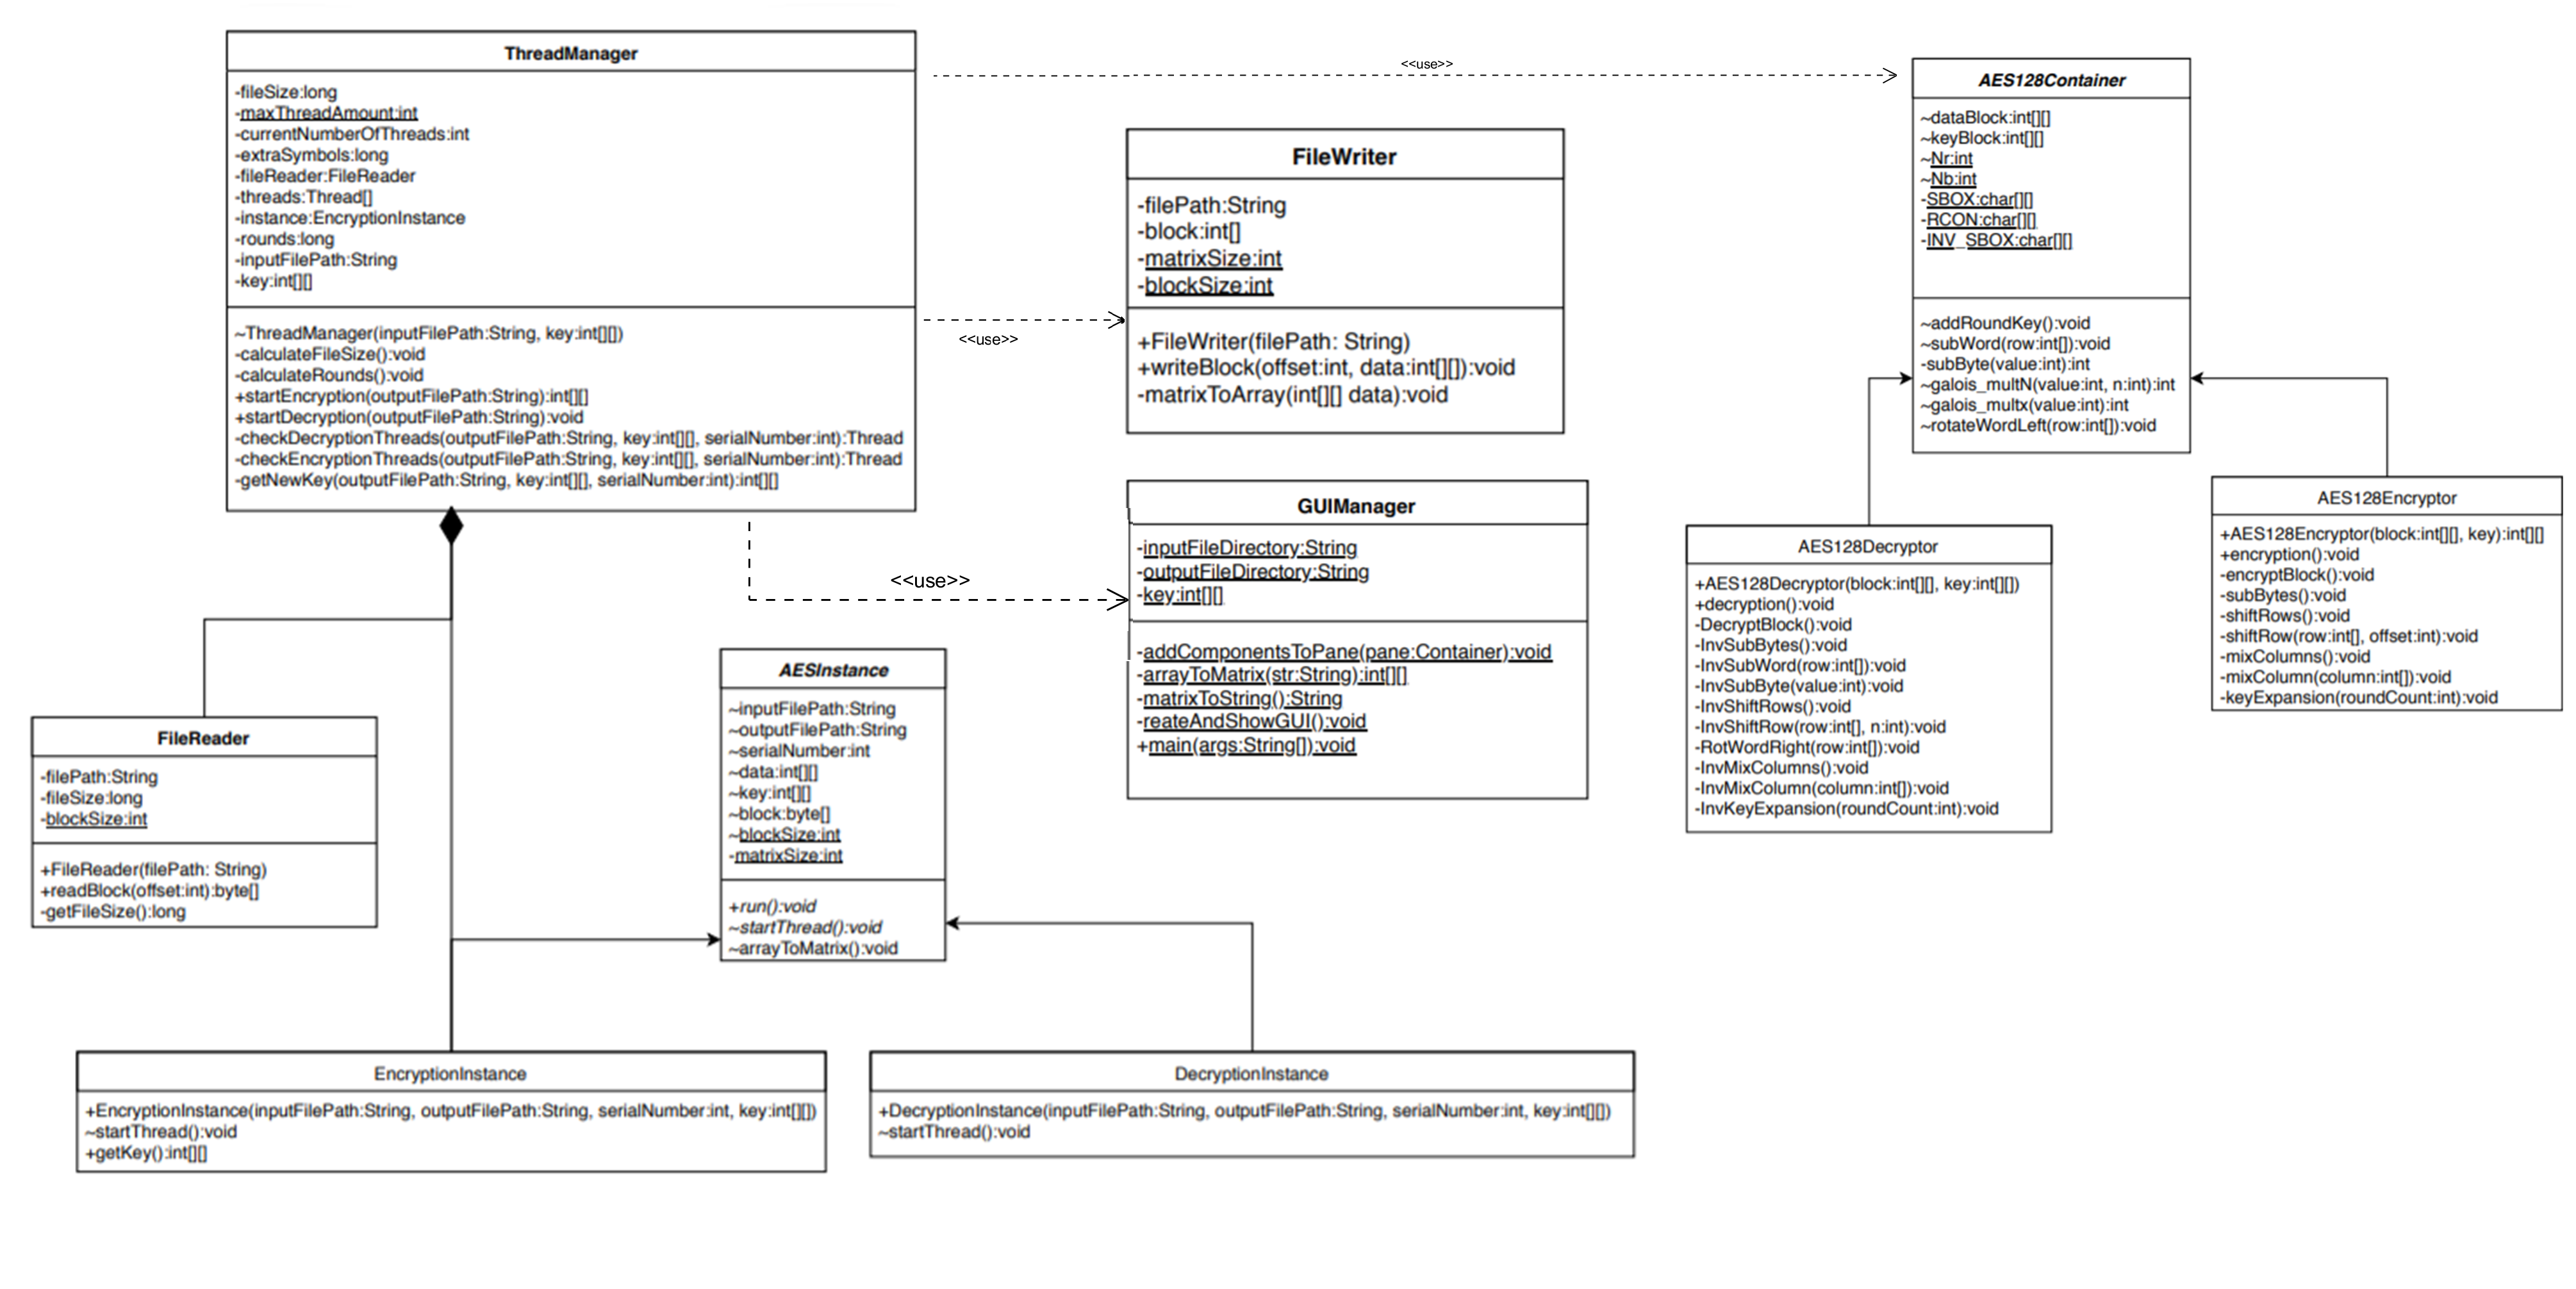 ThreadManager
-fileSize:long
-maxThreadAmount:int
-currentNumberOfThreads:int
-extraSymbols:long
-fileReader:FileReader
-threads:Thread[]
-instance:EncryptionInstance
-rounds:long
-inputFilePath:String
-key:int[][]
~ThreadManager(inputFilePath:String, key:int[][])
-calculateFileSize():void
-calculateRounds():void
+startEncryption(outputFilePath:String):int[][]
+startDecryption(outputFilePath:String):void
-checkDecryptionThreads(outputFilePath:String, key:int[][], serialNumber:int):Thread
-checkEncryptionThreads(outputFilePath:String, key:int[][], serialNumber:int):Thread
-getNewKey(outputFilePath:String, key:int[][], serialNumber:int):int[][]
<<use>>
<<use>>
<<use>>
FileWriter
-filePath:String
-block:int[]
-matrixSize:int
-blockSize:int
+FileWriter(filePath: String)
+writeBlock(offset:int, data:int[][]):void
-matrixToArray(int[][] data):void
GUIManager
-inputFileDirectory:String
-outputFileDirectory:String
-key:int[][]
-addComponentsToPane(pane:Container):void
-arrayToMatrix(str:String):int[][]
-matrixToString():String
-reateAndShowGUI():void
+main(args:String[]):void
AES128Container
~dataBlock:int[][]
~keyBlock:int[][]
~Nr:int
~Nb:int
-SBOX:char[][]
-RCON:char[][]
-INV_SBOX:char[][]
~addRoundKey():void
~subWord(row:int[]):void
-subByte(value:int):int
~galois_multN(value:int, n:int):int
~galois_multx(value:int):int
~rotateWordLeft(row:int[]):void
AES128Decryptor
+AES128Decryptor(block:int[][], key:int[][])
+decryption():void
-DecryptBlock():void
-InvSubBytes():void
-InvSubWord(row:int[]):void
-InvSubByte(value:int):void
-InvShiftRows():void
-InvShiftRow(row:int[], n:int):void
-RotWordRight(row:int[]):void
-InvMixColumns():void
-InvMixColumn(column:int[]):void
-InvKeyExpansion(roundCount:int):void
AES128Encryptor
+AES128Encryptor(block:int[][], key):int[][]
+encryption():void
-encryptBlock():void
-subBytes():void
-shiftRows():void
-shiftRow(row:int[], offset:int):void
-mixColumns():void
-mixColumn(column:int[]):void
-keyExpansion(roundCount:int):void
FileReader
-filePath:String
-fileSize:long
-blockSize:int
+FileReader(filePath: String)
+readBlock(offset:int):byte[]
-getFileSize():long
AESInstance
~inputFilePath:String
~outputFilePath:String
~serialNumber:int
~data:int[][]
~key:int[][]
~block:byte[]
~blockSize:int
-matrixSize:int
+run():void
~startThread():void
~arrayToMatrix():void
EncryptionInstance
+EncryptionInstance(inputFilePath:String, outputFilePath:String, serialNumber:int, key:int[][])
~startThread():void
+getKey():int[][]
DecryptionInstance
+DecryptionInstance(inputFilePath:String, outputFilePath:String, serialNumber:int, key:int[][])
~startThread():void